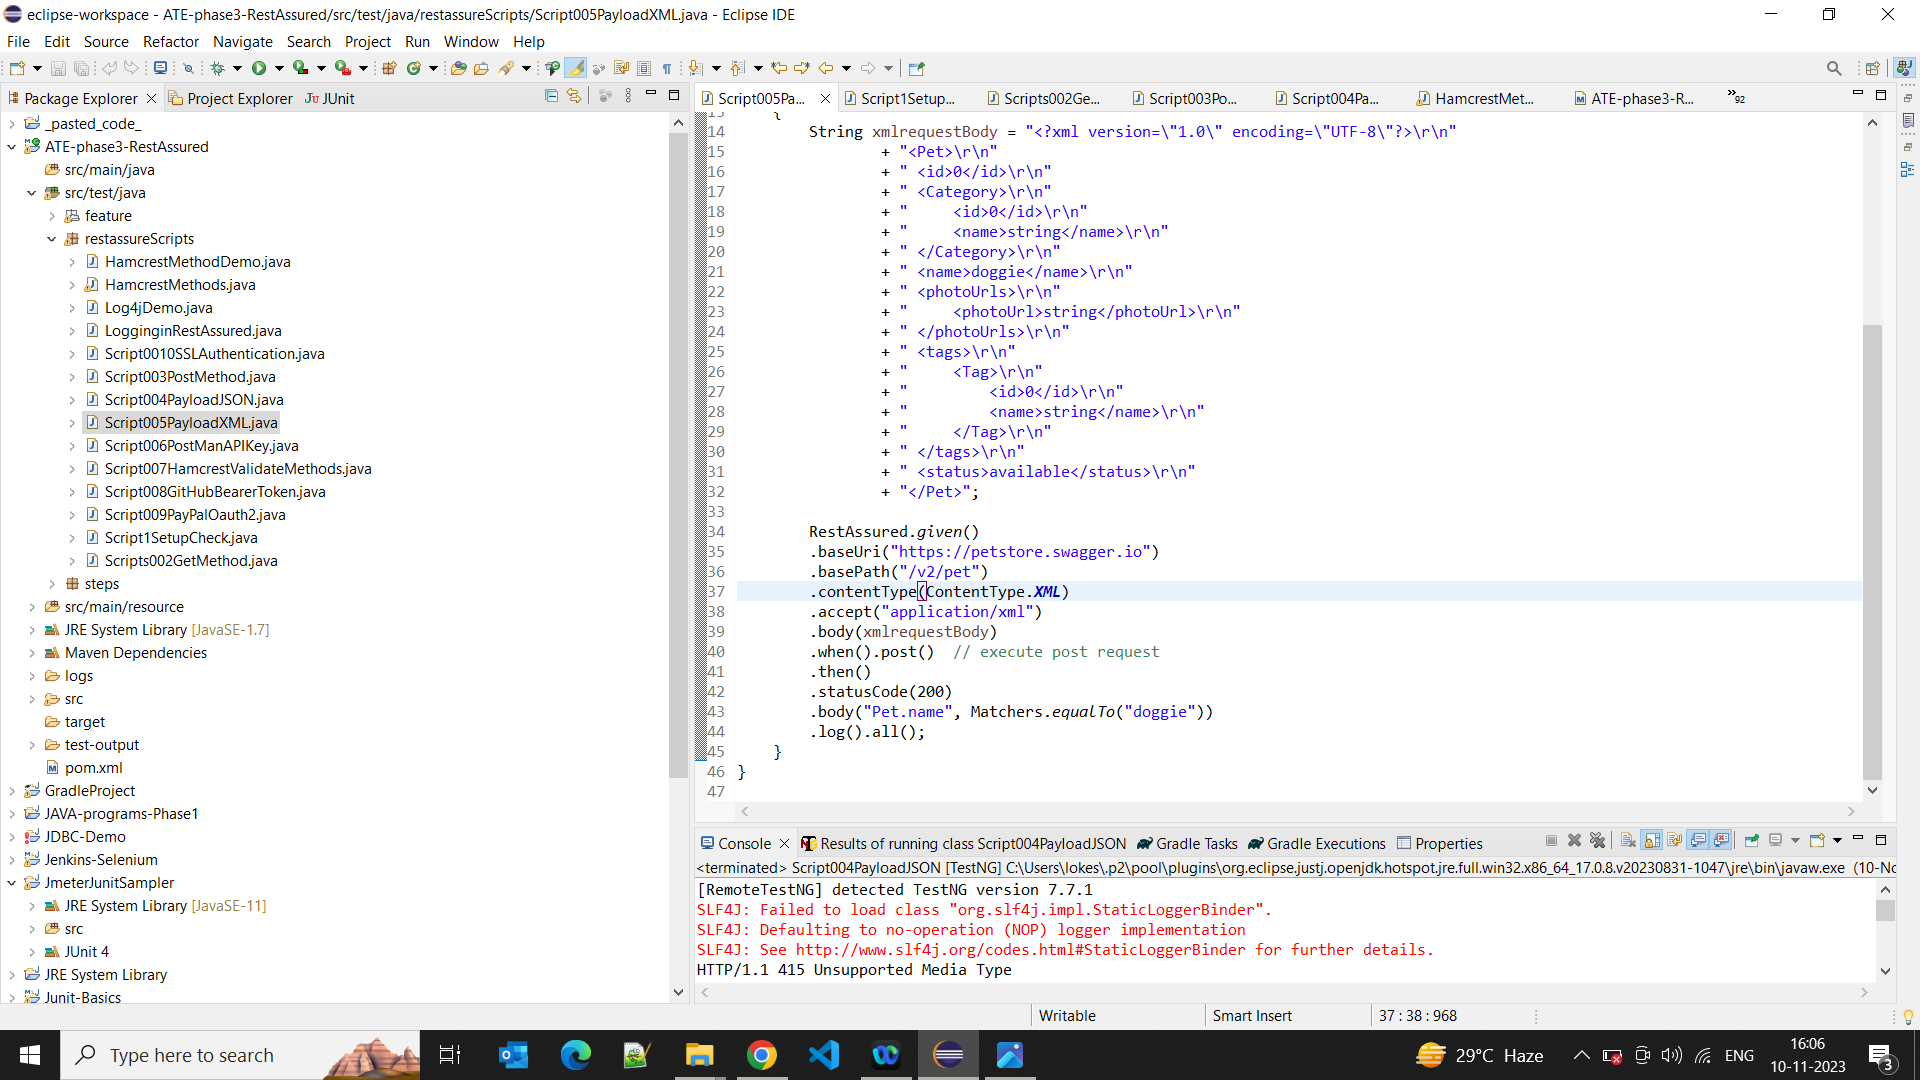 eclipse-workspace - ATE-phase3-RestAssured/src/test/java/restassureScripts/Script005PayloadXML.java - Eclipse IDE
File Edit Source Refactor Navigate Search Project Run Window Help
Package Explorer
Project Explorer
JUnit
_pasted_code_
ATE-phase3-RestAssured
src/main/java
src/test/java
feature
restassureScripts
HamcrestMethodDemo.java
HamcrestMethods.java
Log4jDemo.java
LogginginRestAssured.java
Script0010SSLAuthentication.java
Script003PostMethod.java
Script004PayloadJSON.java
Script005PayloadXML.java
Script006PostManAPIKey.java
Script007HamcrestValidateMethods.java
Script008GitHubBearerToken.java
Script009PayPalOauth2.java
Script1SetupCheck.java
Scripts002GetMethod.java
steps
src/main/resource
JRE System Library [JavaSE-1.7]
Maven Dependencies
logs
src
target
test-output
pom.xml
GradleProject
JAVA-programs-Phase1
JDBC-Demo
Jenkins-Selenium
JmeterJunitSampler
JRE System Library [JavaSE-11]
src
JUnit 4
JRE System Library
Junit-Basics
Script005Pa... Script1Setup... Scripts002Ge... Script003Po... Script004Pa... HamcrestMet... ATE-phase3-R... »92
13 {
14 String xmlrequestBody = "<?xml version=\"1.0\" encoding=\"UTF-8\"?>\r\n"
15 + "<Pet>\r\n"
16 + " <id>0</id>\r\n"
17 + " <Category>\r\n"
18 + "     <id>0</id>\r\n"
19 + "     <name>string</name>\r\n"
20 + " </Category>\r\n"
21 + " <name>doggie</name>\r\n"
22 + " <photoUrls>\r\n"
23 + "     <photoUrl>string</photoUrl>\r\n"
24 + " </photoUrls>\r\n"
25 + " <tags>\r\n"
26 + "     <Tag>\r\n"
27 + "         <id>0</id>\r\n"
28 + "         <name>string</name>\r\n"
29 + "     </Tag>\r\n"
30 + " </tags>\r\n"
31 + " <status>available</status>\r\n"
32 + "</Pet>";
33
34 RestAssured.given()
35 .baseUri("https://petstore.swagger.io")
36 .basePath("/v2/pet")
37 .contentType(ContentType.XML)
38 .accept("application/xml")
39 .body(xmlrequestBody)
40 .when().post()  // execute post request
41 .then()
42 .statusCode(200)
43 .body("Pet.name", Matchers.equalTo("doggie"))
44 .log().all();
45 }
46 }
47
Console Results of running class Script004PayloadJSON Gradle Tasks Gradle Executions Properties
<terminated> Script004PayloadJSON [TestNG] C:\Users\lokes\.p2\pool\plugins\org.eclipse.justj.openjdk.hotspot.jre.full.win32.x86_64_17.0.8.v20230831-1047\jre\bin\javaw.exe (10-No
[RemoteTestNG] detected TestNG version 7.7.1
SLF4J: Failed to load class "org.slf4j.impl.StaticLoggerBinder".
SLF4J: Defaulting to no-operation (NOP) logger implementation
SLF4J: See http://www.slf4j.org/codes.html#StaticLoggerBinder for further details.
HTTP/1.1 415 Unsupported Media Type
Writable Smart Insert 37 : 38 : 968
Type here to search
29°C Haze
ENG
16:06
10-11-2023
3